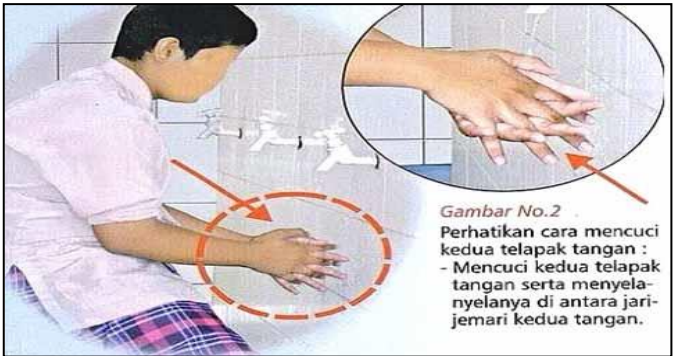 Gambar No.2
Perhatikan cara mencuci
kedua telapak tangan :
- Mencuci kedua telapak
tangan serta menyela-
nyelanya di antara jari-
jemari kedua tangan.